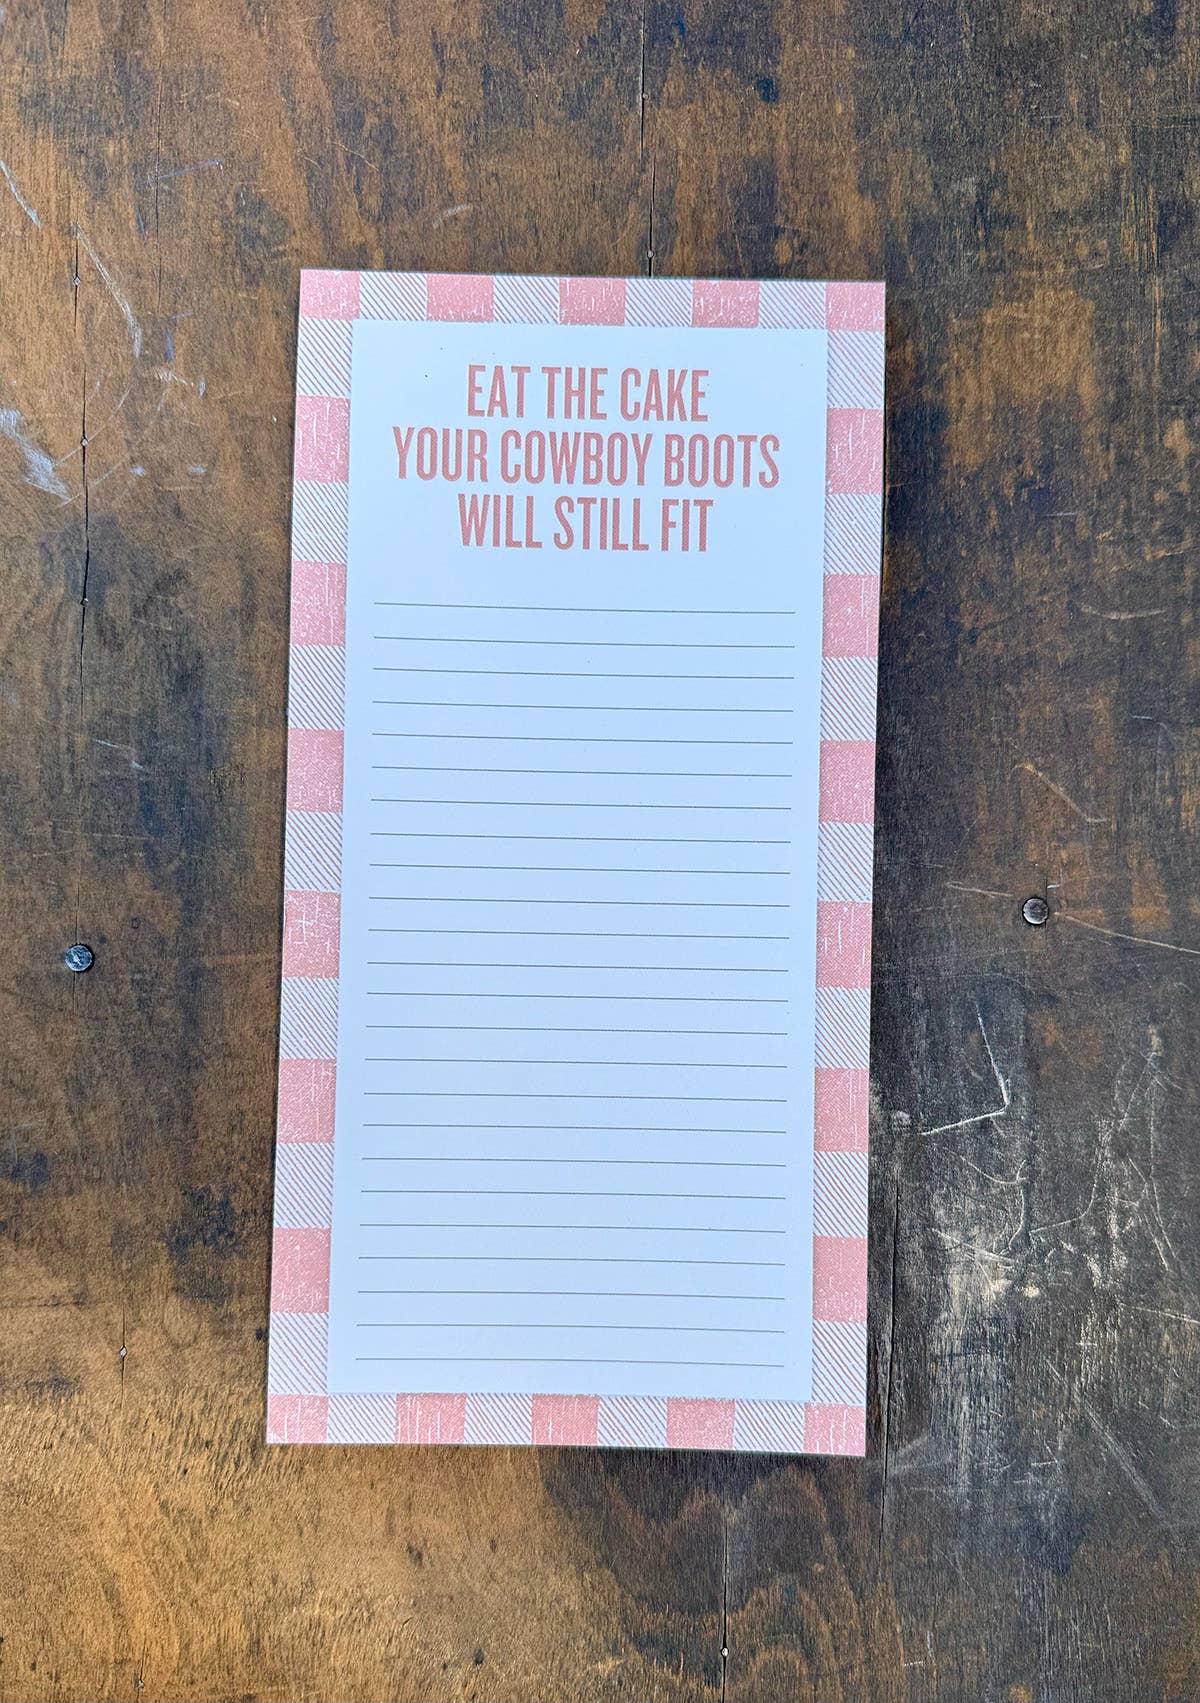 EAT THE CAKE
YOUR COWBOY BOOTS
WILL STILL FIT